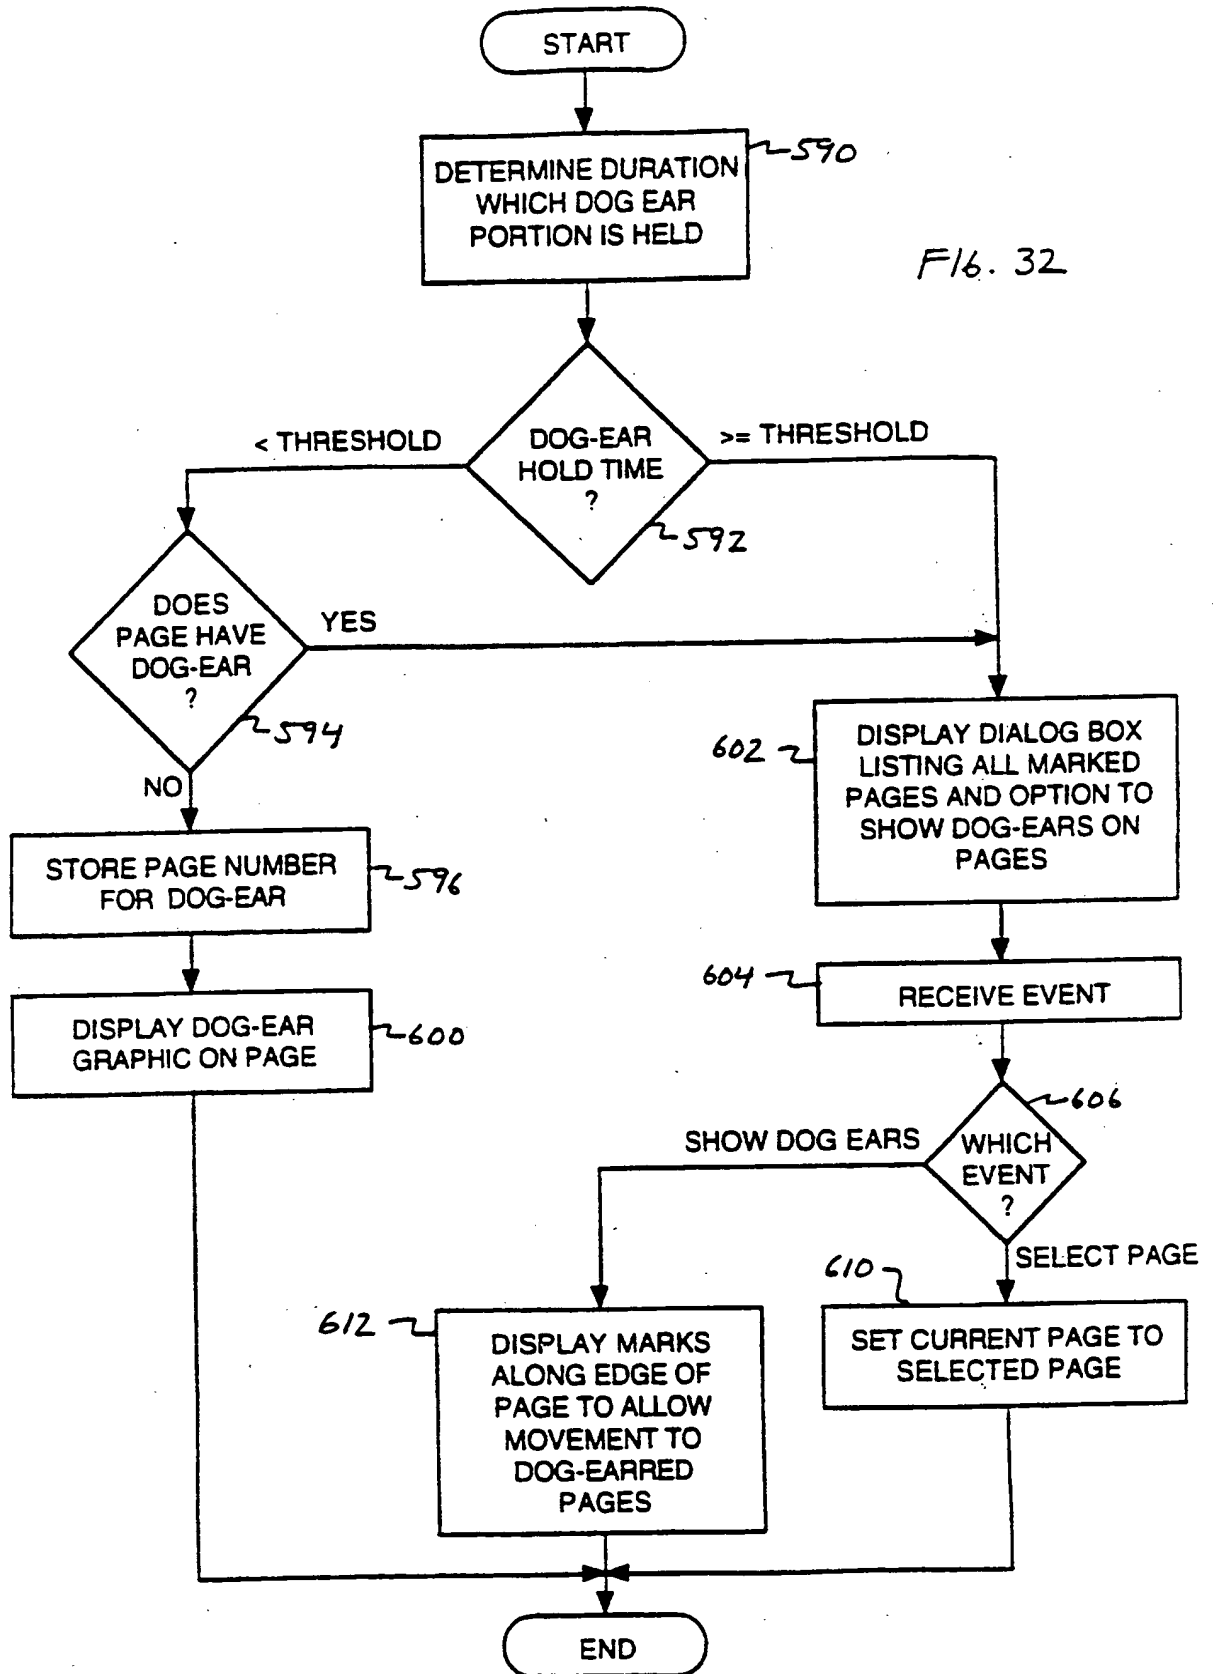 START
590
DETERMINE DURATION
WHICH DOG EAR
PORTION IS HELD
FIG. 32
< THRESHOLD
DOG-EAR
HOLD TIME
?
>= THRESHOLD
592
DOES
PAGE HAVE
DOG-EAR
?
YES
594
NO
602
DISPLAY DIALOG BOX
LISTING ALL MARKED
PAGES AND OPTION TO
SHOW DOG-EARS ON
PAGES
STORE PAGE NUMBER
FOR DOG-EAR
596
604
RECEIVE EVENT
DISPLAY DOG-EAR
GRAPHIC ON PAGE
600
606
SHOW DOG EARS
WHICH
EVENT
?
SELECT PAGE
610
612
DISPLAY MARKS
ALONG EDGE OF
PAGE TO ALLOW
MOVEMENT TO
DOG-EARRED
PAGES
SET CURRENT PAGE TO
SELECTED PAGE
END